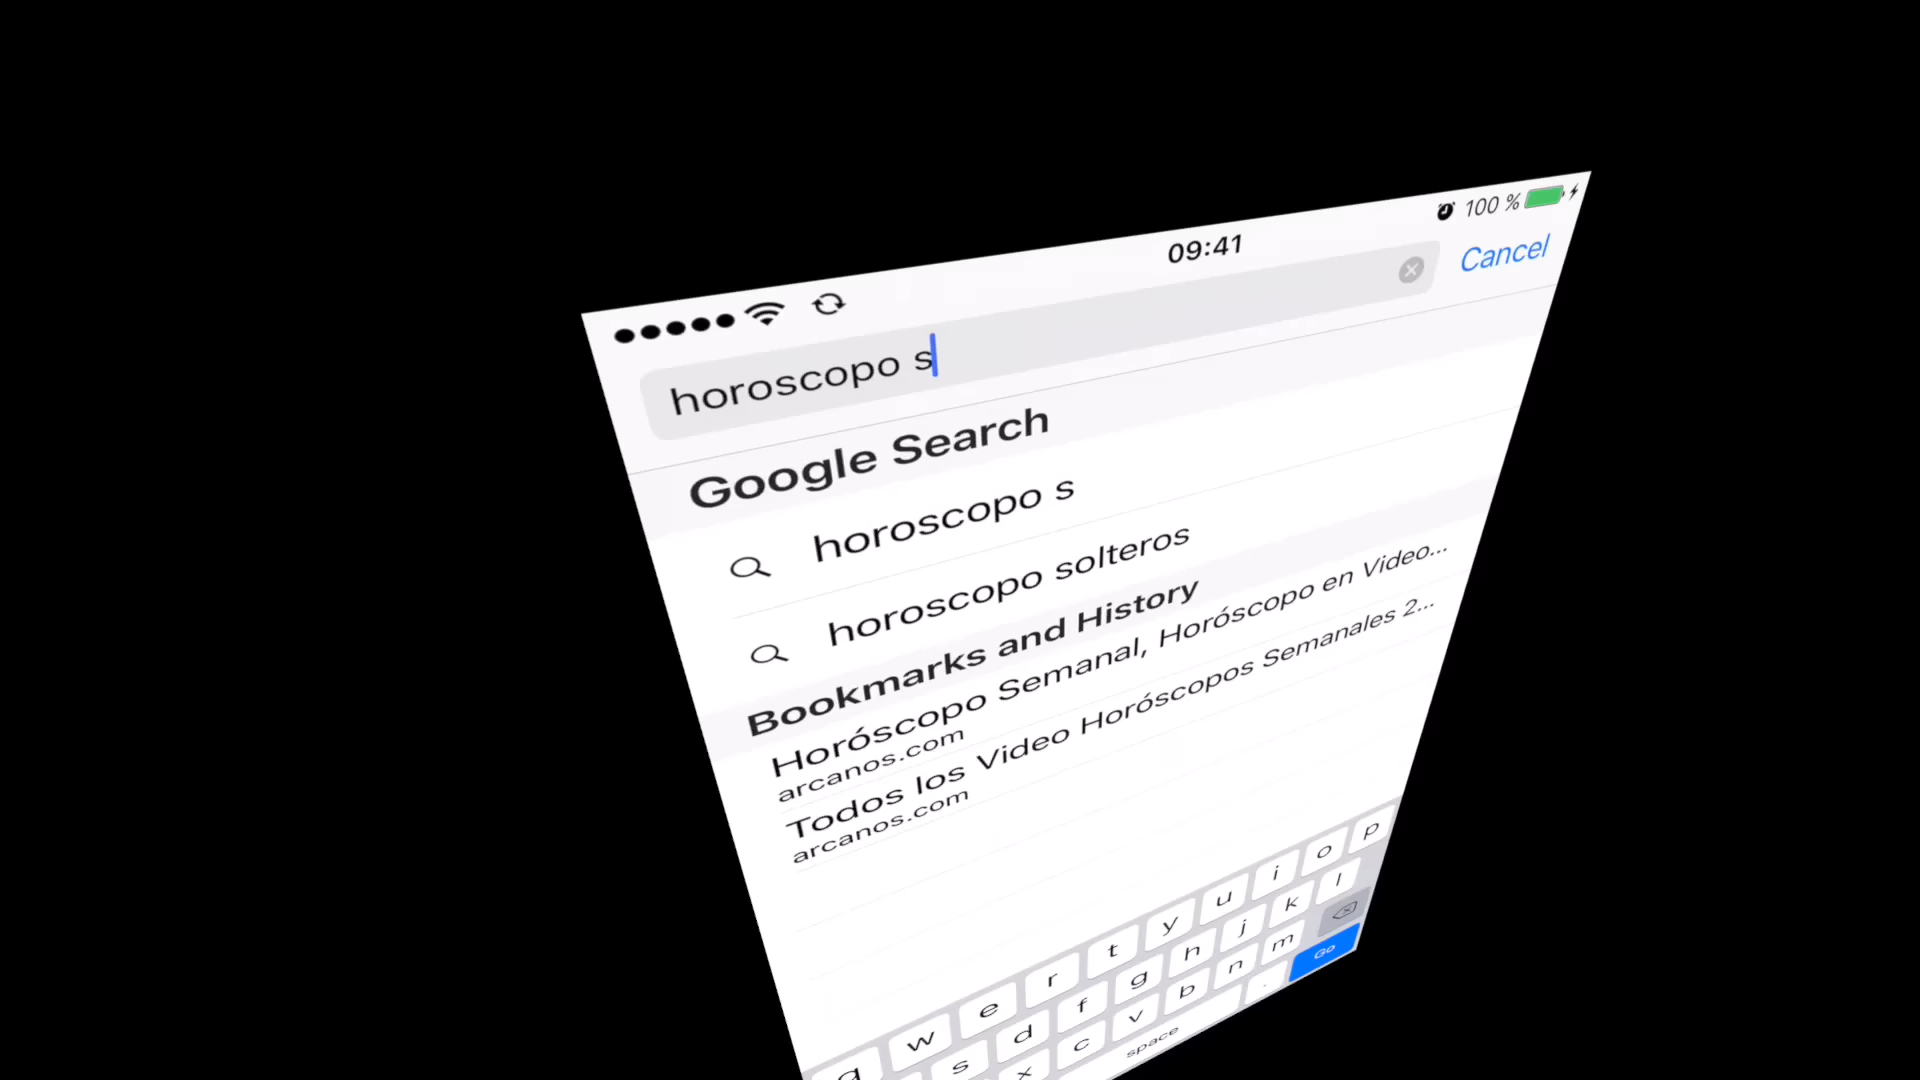 09:41
100 %
horoscopo s
Cancel
Google Search
horoscopo s
horoscopo solteros
Bookmarks and History
Horóscopo Semanal, Horóscopo en Video...
arcanos.com
Todos los Video Horóscopos Semanales 2...
arcanos.com
q w e r t y u i o p
s d f g h j k l
x c v b n m
space . Go